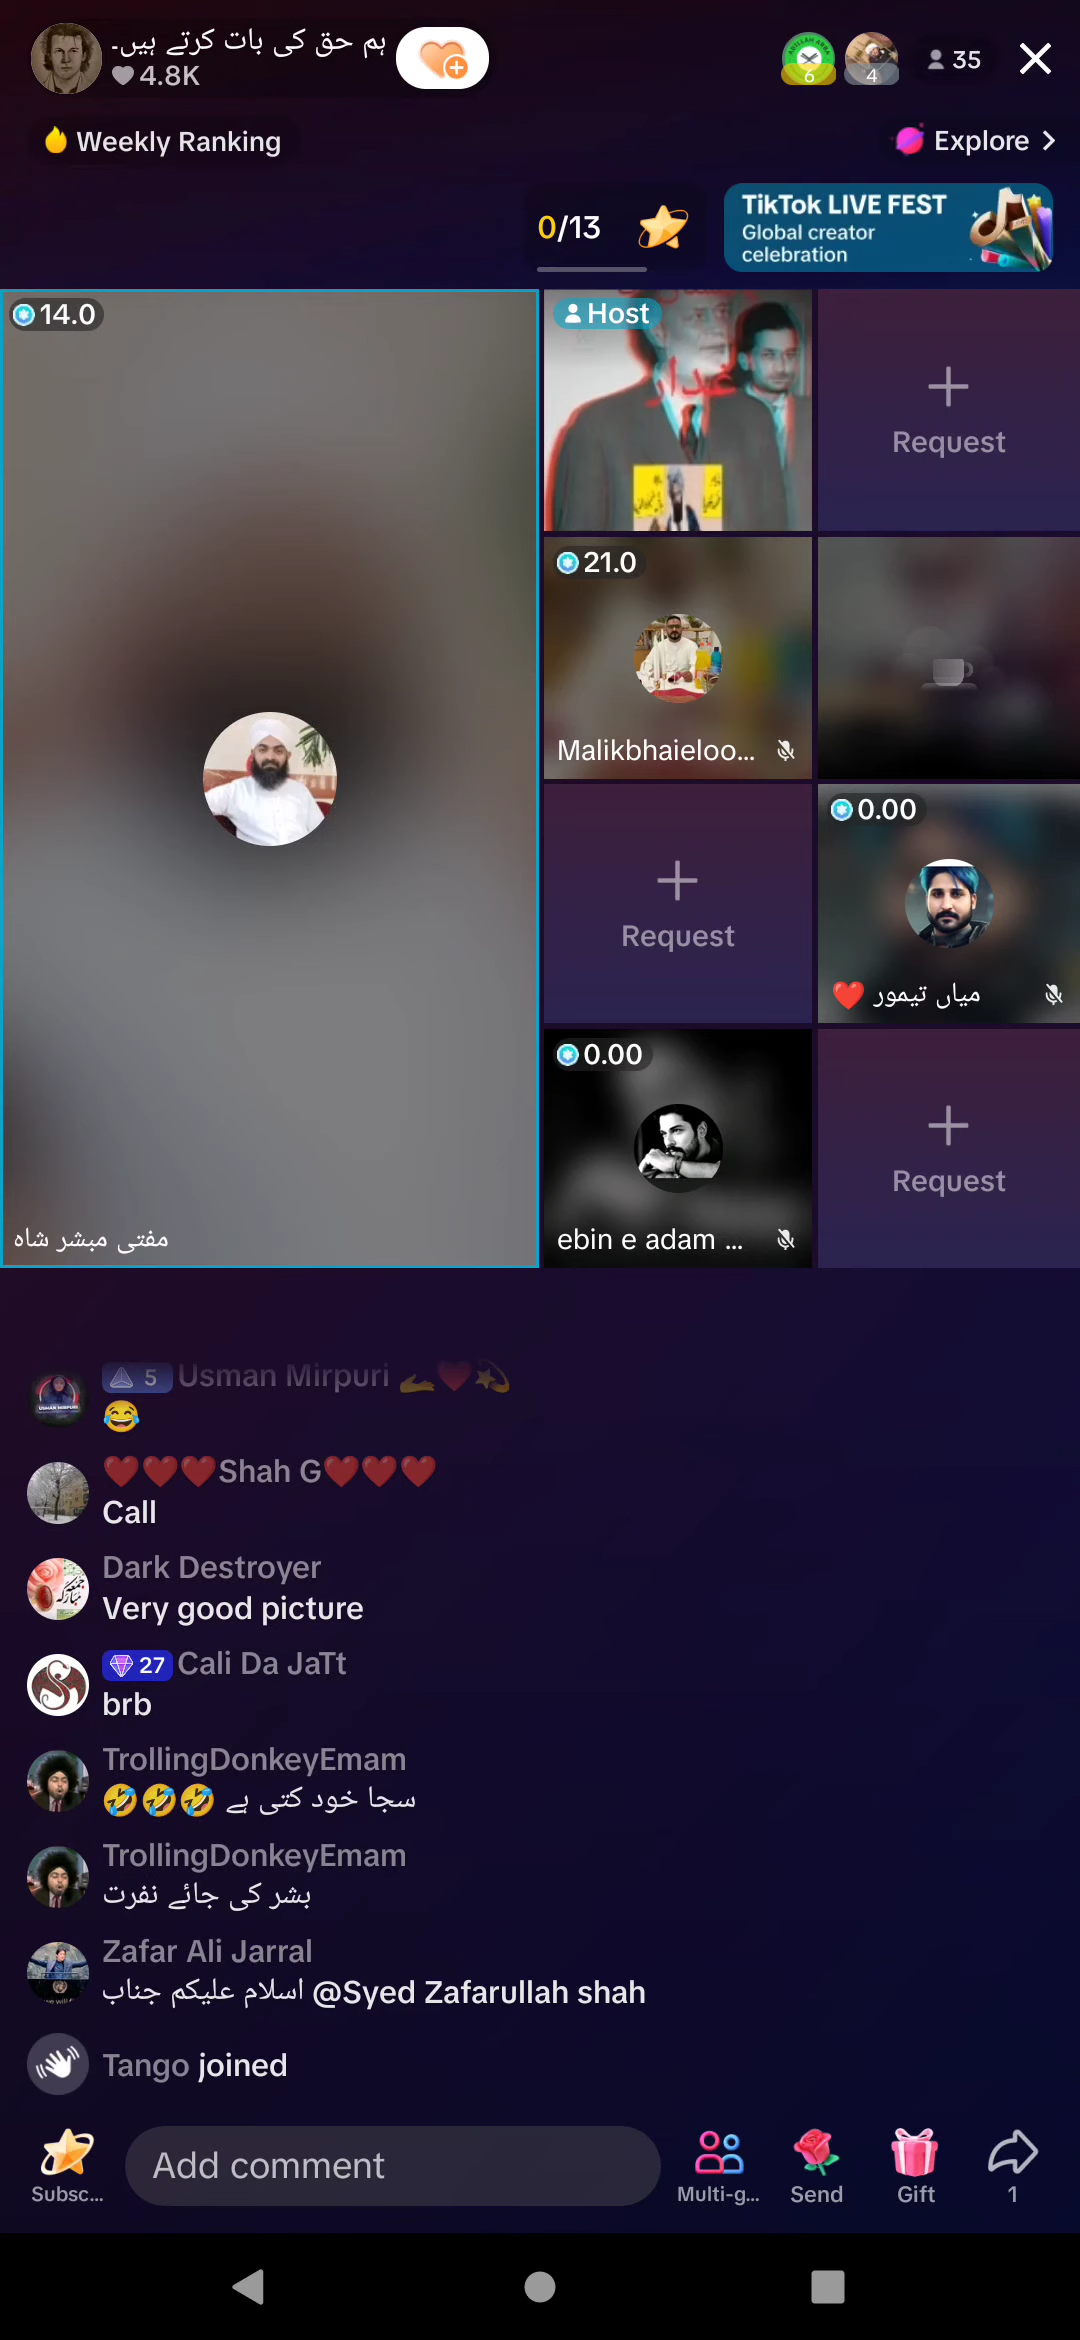 ہم حق کی بات کرتے ہیں۔
4.8K
6
4
35
Weekly Ranking
Explore
0/13
TikTok LIVE FEST
Global creator
celebration
14.0
مفتی مبشر شاہ
Host
غدار
Request
21.0
Malikbhaieloo...
Request
0.00
میاں تیمور ❤️
0.00
ebin e adam ...
Request
5 Usman Mirpuri 🫴❤️💫
😂
❤️❤️❤️Shah G❤️❤️❤️
Call
Dark Destroyer
Very good picture
27 Cali Da JaTt
brb
TrollingDonkeyEmam
سجا خود کتی ہے 🤣🤣🤣
TrollingDonkeyEmam
بشر کی جائے نفرت
Zafar Ali Jarral
اسلام علیکم جناب @Syed Zafarullah shah
Tango joined
Subsc...
Add comment
Multi-g...
Send
Gift
1